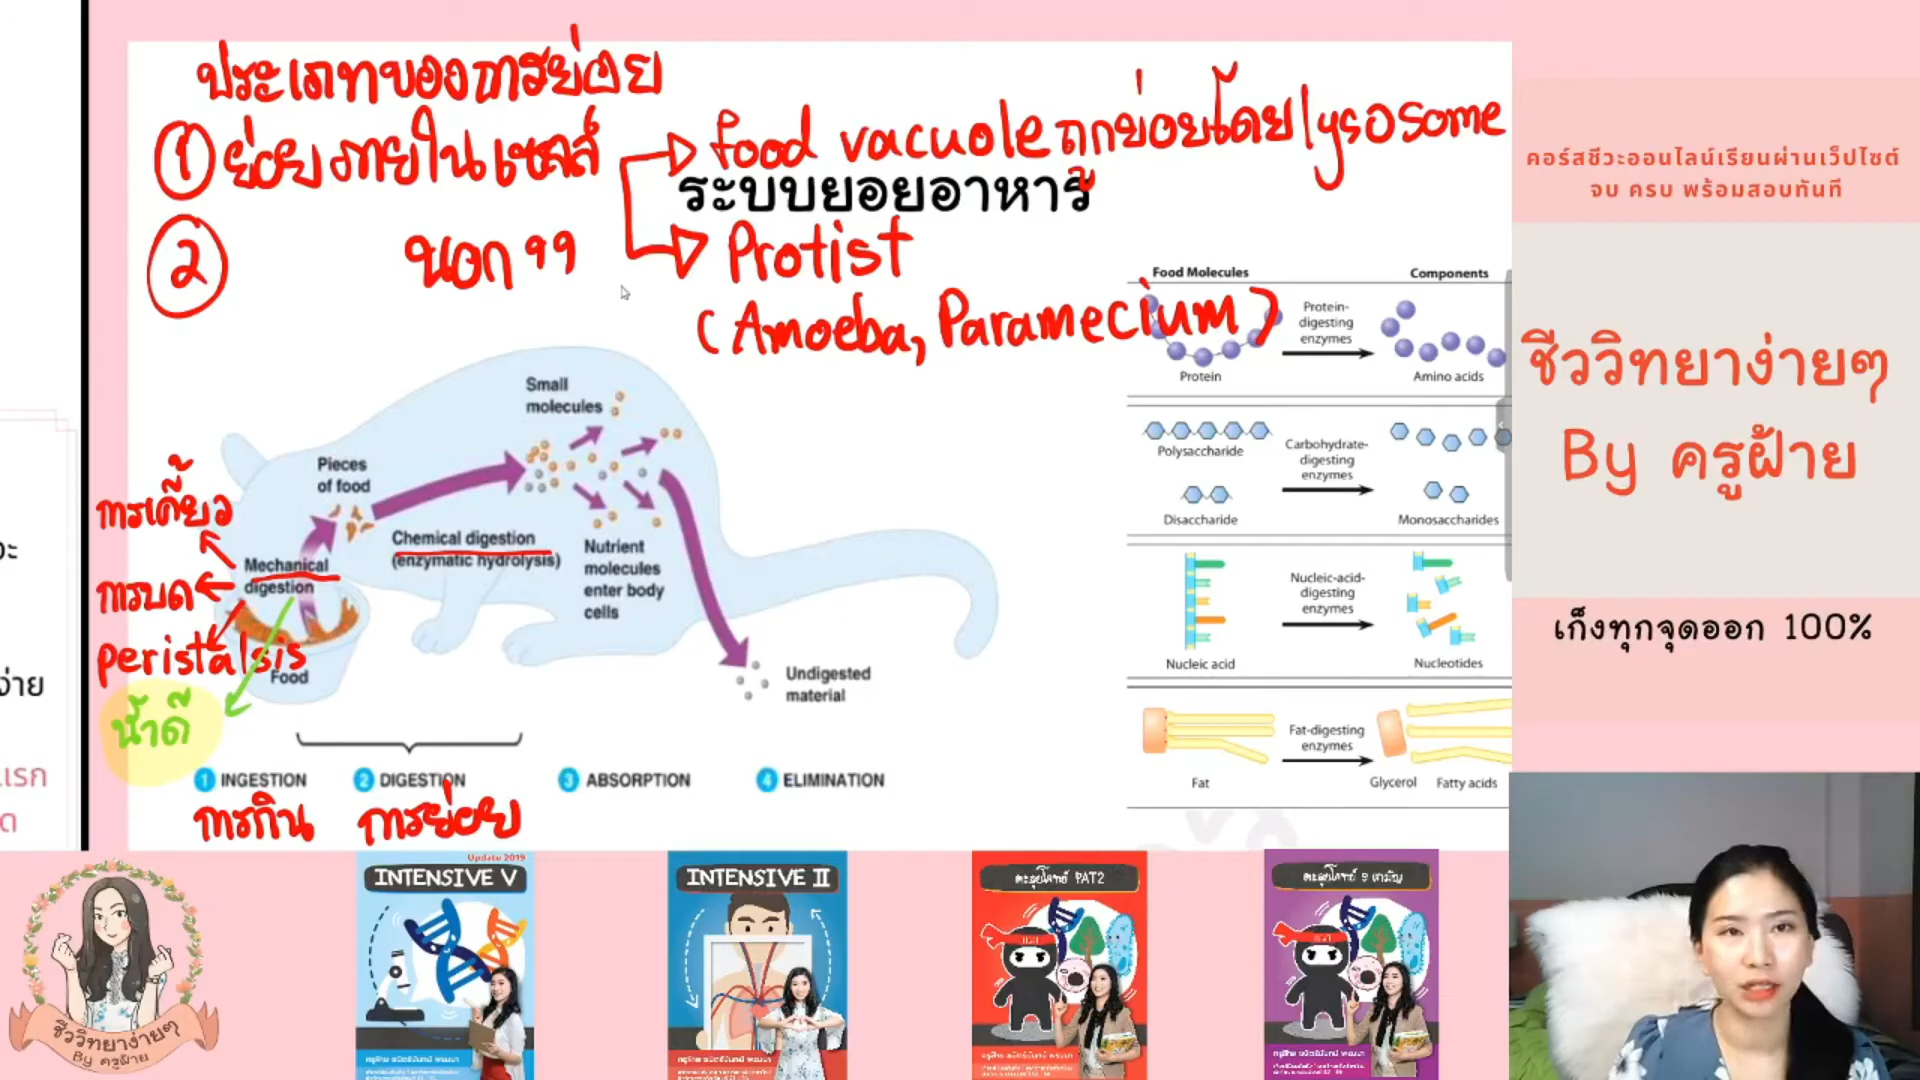 ประเภทของการย่อย
① ย่อยภายในเซลล์
food vacuole ถูกย่อยโดย lysosome
ระบบยอยอาหาร
② นอก ๆๆ
Protist
(Amoeba, Paramecium)
Food Molecules
Components
Protein-
digesting
enzymes
Protein
Amino acids
Polysaccharide
Carbohydrate-
digesting
enzymes
Disaccharide
Monosaccharides
Nucleic-acid-
digesting
enzymes
Nucleic acid
Nucleotides
Fat-digesting
enzymes
Fat
Glycerol
Fatty acids
Small
molecules
Pieces
of food
Chemical digestion
(enzymatic hydrolysis)
Mechanical
digestion
Nutrient
molecules
enter body
cells
Food
Undigested
material
การเคี้ยว
การบด
peristalsis
น้ำดี
1 INGESTION
2 DIGESTION
3 ABSORPTION
4 ELIMINATION
การกิน
การย่อย
คอร์สชีวะออนไลน์เรียนผ่านเว็ปไซต์
จบ ครบ พร้อมสอบทันที
ชีววิทยาง่ายๆ
By ครูฝ้าย
เก็งทุกจุดออก 100%
ง่าย
แรก
ชีววิทยาง่ายๆ
By ครูฝ้าย
Update 2019
INTENSIVE V
INTENSIVE II
ตะลุยโจทย์ PAT2
ตะลุยโจทย์ 9 สามัญ